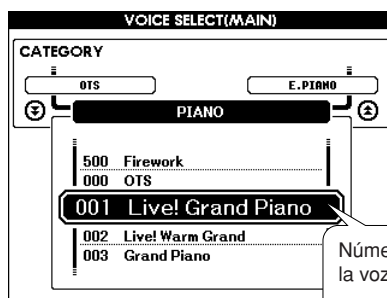 VOICE SELECT(MAIN)
CATEGORY
OTS
E.PIANO
PIANO
500 Firework
000 OTS
001 Live! Grand Piano
002 Live! Warm Grand
003 Grand Piano
la voz